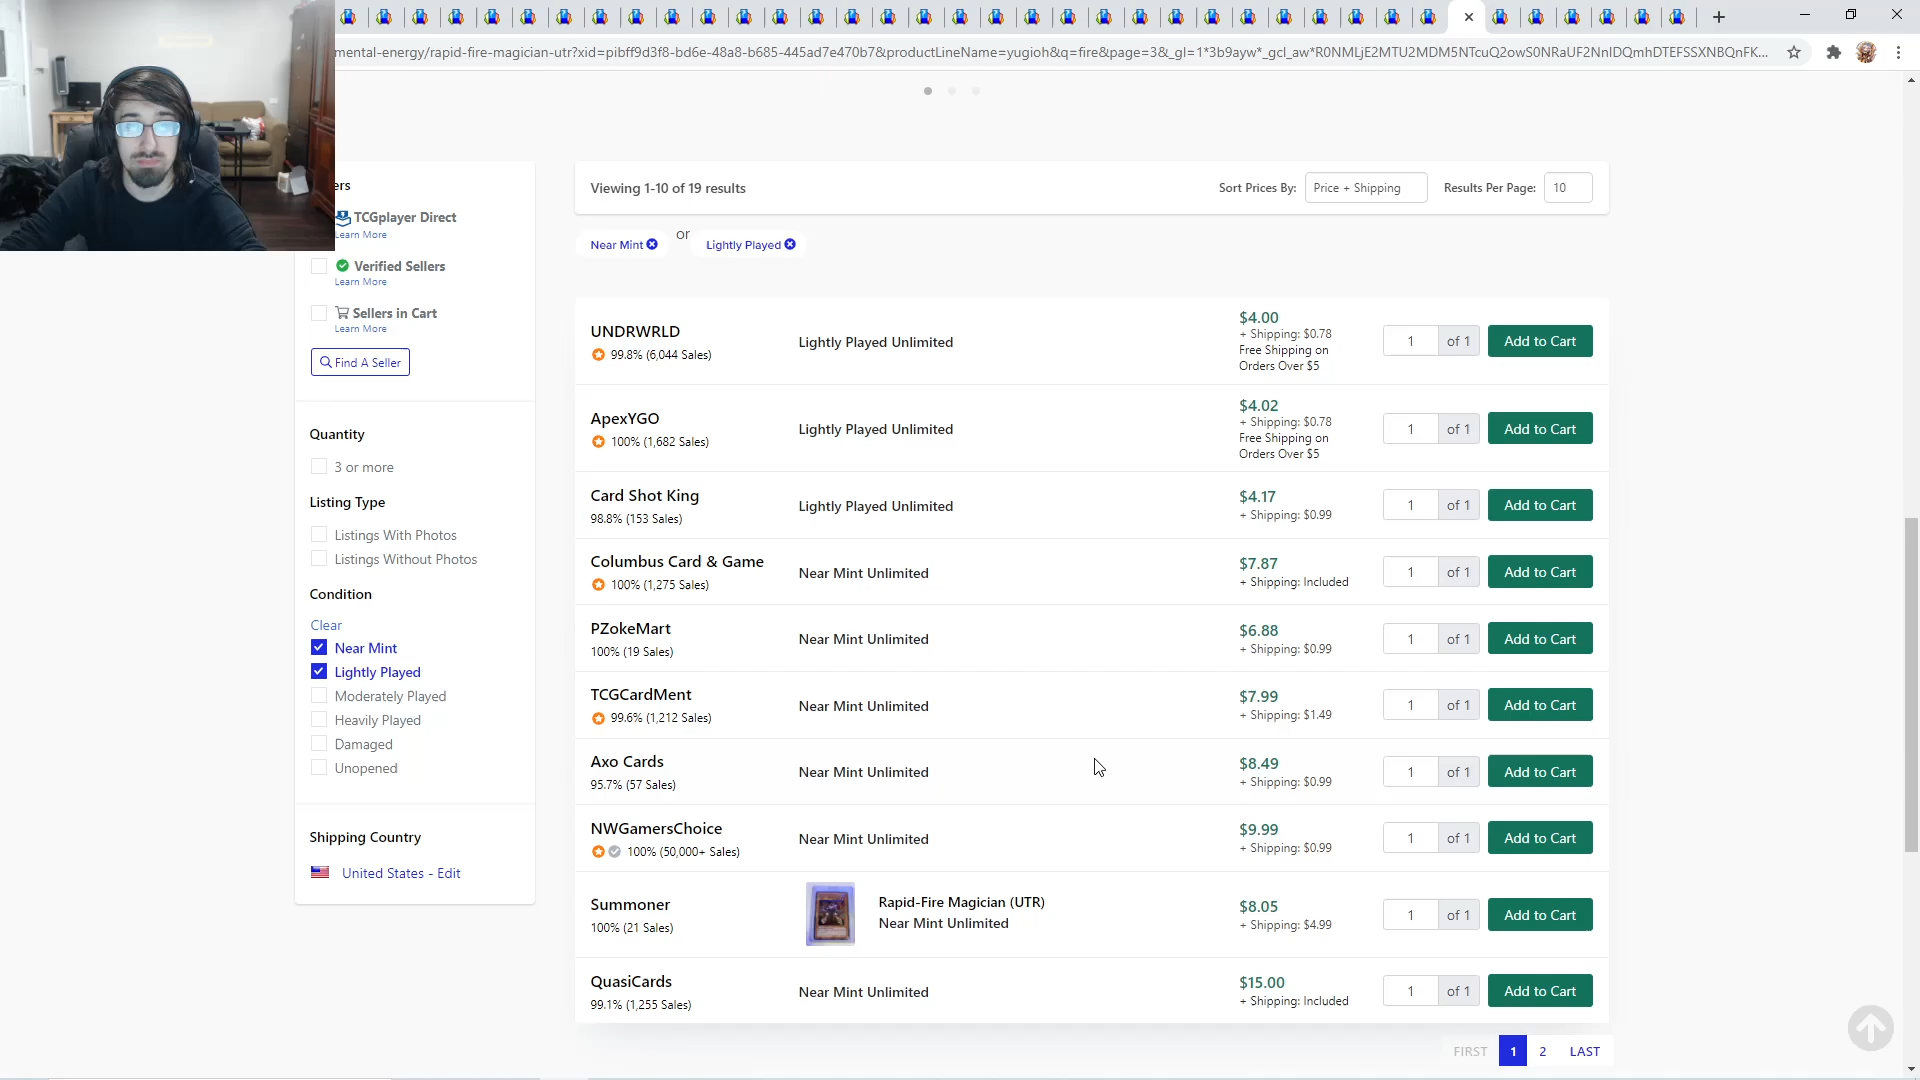 mental-energy/rapid-fire-magician-utr?xid=pibff9d3f8-bd6e-48a8-b685-445ad7e470b7&productLineName=yugioh&q=fire&page=3&_gl=1*3b9ayw*_gcl_aw*
ers
TCGplayer Direct
Learn More
Verified Sellers
Learn More
Sellers in Cart
Learn More
Find A Seller
Quantity
3 or more
Listing Type
Listings With Photos
Listings Without Photos
Condition
Clear
Near Mint
Lightly Played
Moderately Played
Heavily Played
Damaged
Unopened
Shipping Country
United States - Edit
Viewing 1-10 of 19 results
Sort Prices By: Price + Shipping Results Per Page: 10
Near Mint or Lightly Played
UNDRWRLD
99.8% (6,044 Sales)
Lightly Played Unlimited
$4.00
+ Shipping: $0.78
Free Shipping on
Orders Over $5
1 of 1 Add to Cart
ApexYGO
100% (1,682 Sales)
Lightly Played Unlimited
$4.02
+ Shipping: $0.78
Free Shipping on
Orders Over $5
1 of 1 Add to Cart
Card Shot King
98.8% (153 Sales)
Lightly Played Unlimited
$4.17
+ Shipping: $0.99
1 of 1 Add to Cart
Columbus Card & Game
100% (1,275 Sales)
Near Mint Unlimited
$7.87
+ Shipping: Included
1 of 1 Add to Cart
PZokeMart
100% (19 Sales)
Near Mint Unlimited
$6.88
+ Shipping: $0.99
1 of 1 Add to Cart
TCGCardMent
99.6% (1,212 Sales)
Near Mint Unlimited
$7.99
+ Shipping: $1.49
1 of 1 Add to Cart
Axo Cards
95.7% (57 Sales)
Near Mint Unlimited
$8.49
+ Shipping: $0.99
1 of 1 Add to Cart
NWGamersChoice
100% (50,000+ Sales)
Near Mint Unlimited
$9.99
+ Shipping: $0.99
1 of 1 Add to Cart
Summoner
100% (21 Sales)
Rapid-Fire Magician (UTR)
Near Mint Unlimited
$8.05
+ Shipping: $4.99
1 of 1 Add to Cart
QuasiCards
99.1% (1,255 Sales)
Near Mint Unlimited
$15.00
+ Shipping: Included
1 of 1 Add to Cart
FIRST 1 2 LAST